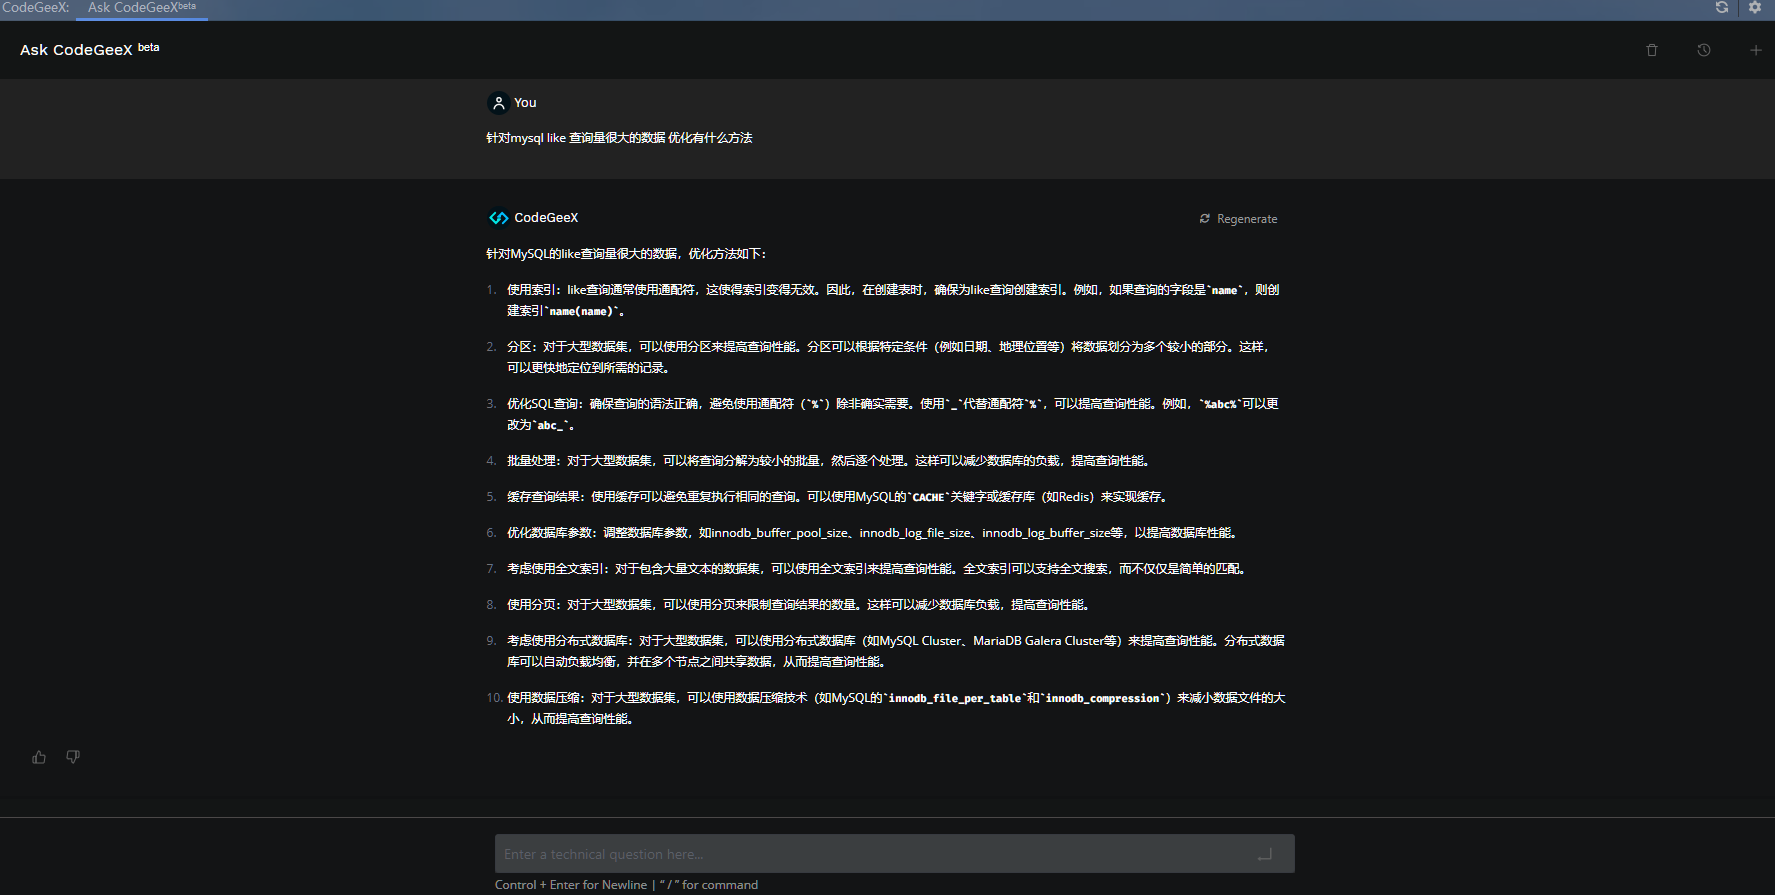 CodeGeeX: Ask CodeGeeX beta
Ask CodeGeeX beta
You
针对mysql like 查询量很大的数据 优化有什么方法
CodeGeeX Regenerate
针对MySQL的like查询量很大的数据，优化方法如下：
1. 使用索引：like查询通常使用通配符，这使得索引变得无效。因此，在创建表时，确保为like查询创建索引。例如，如果查询的字段是`name`，则创
建索引`name(name)`。
2. 分区：对于大型数据集，可以使用分区来提高查询性能。分区可以根据特定条件（例如日期、地理位置等）将数据划分为多个较小的部分。这样，
可以更快地定位到所需的记录。
3. 优化SQL查询：确保查询的语法正确，避免使用通配符（`%`）除非确实需要。使用`_`代替通配符`%`，可以提高查询性能。例如，`%abc%`可以更
改为`abc_`。
4. 批量处理：对于大型数据集，可以将查询分解为较小的批量，然后逐个处理。这样可以减少数据库的负载，提高查询性能。
5. 缓存查询结果：使用缓存可以避免重复执行相同的查询。可以使用MySQL的`CACHE`关键字或缓存库（如Redis）来实现缓存。
6. 优化数据库参数：调整数据库参数，如innodb_buffer_pool_size、innodb_log_file_size、innodb_log_buffer_size等，以提高数据库性能。
7. 考虑使用全文索引：对于包含大量文本的数据集，可以使用全文索引来提高查询性能。全文索引可以支持全文搜索，而不仅仅是简单的匹配。
8. 使用分页：对于大型数据集，可以使用分页来限制查询结果的数量。这样可以减少数据库负载，提高查询性能。
9. 考虑使用分布式数据库：对于大型数据集，可以使用分布式数据库（如MySQL Cluster、MariaDB Galera Cluster等）来提高查询性能。分布式数据
库可以自动负载均衡，并在多个节点之间共享数据，从而提高查询性能。
10. 使用数据压缩：对于大型数据集，可以使用数据压缩技术（如MySQL的`innodb_file_per_table`和`innodb_compression`）来减小数据文件的大
小，从而提高查询性能。
Enter a technical question here...
Control + Enter for Newline | “ / ” for command